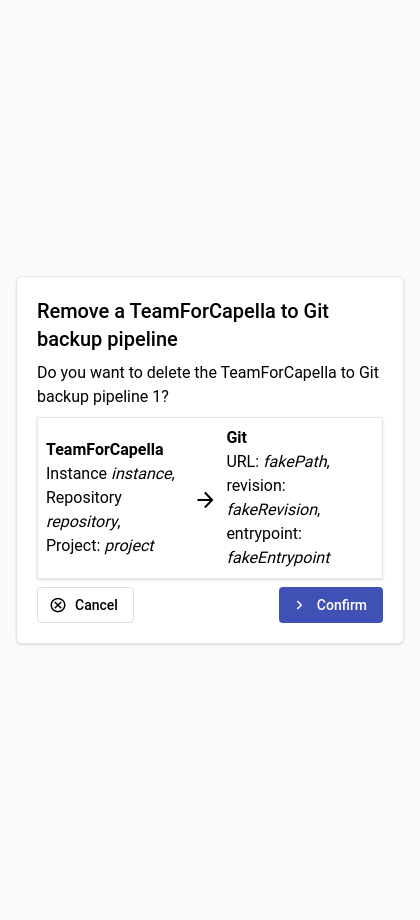 Remove a TeamForCapella to Git
backup pipeline
Do you want to delete the TeamForCapella to Git
backup pipeline 1?
TeamForCapella
Instance instance,
Repository
repository,
Project: project
Git
URL: fakePath,
revision:
fakeRevision,
entrypoint:
fakeEntrypoint
Cancel
Confirm